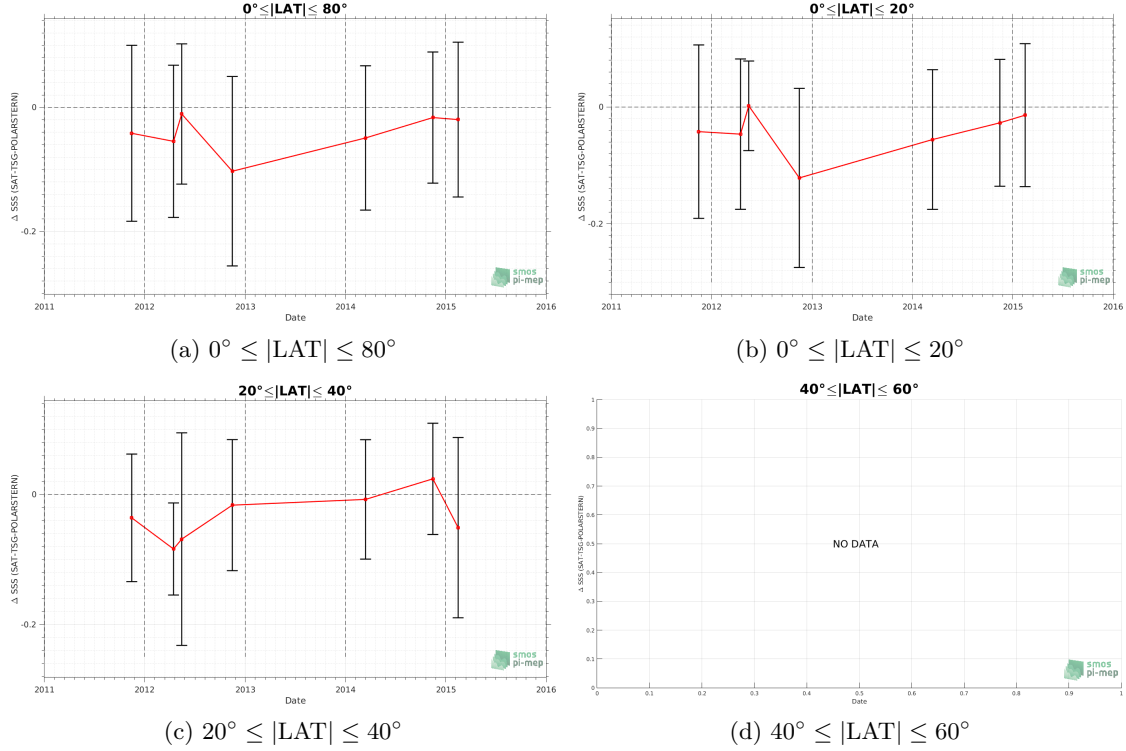 0°≤|LAT|≤ 80°
Δ SSS (SAT-TSG-POLARSTERN)
0
-0.2
2011 2012 2013 2014 2015 2016
Date
smos
pi-mep
(a) 0° ≤ |LAT| ≤ 80°
0°≤|LAT|≤ 20°
Δ SSS (SAT-TSG-POLARSTERN)
0
-0.2
2011 2012 2013 2014 2015 2016
Date
smos
pi-mep
(b) 0° ≤ |LAT| ≤ 20°
20°≤|LAT|≤ 40°
Δ SSS (SAT-TSG-POLARSTERN)
0
-0.2
2011 2012 2013 2014 2015 2016
Date
smos
pi-mep
(c) 20° ≤ |LAT| ≤ 40°
40°≤|LAT|≤ 60°
Δ SSS (SAT-TSG-POLARSTERN)
1
0.9
0.8
0.7
0.6
0.5
0.4
0.3
0.2
0.1
0
NO DATA
0 0.1 0.2 0.3 0.4 0.5 0.6 0.7 0.8 0.9 1
Date
smos
pi-mep
(d) 40° ≤ |LAT| ≤ 60°